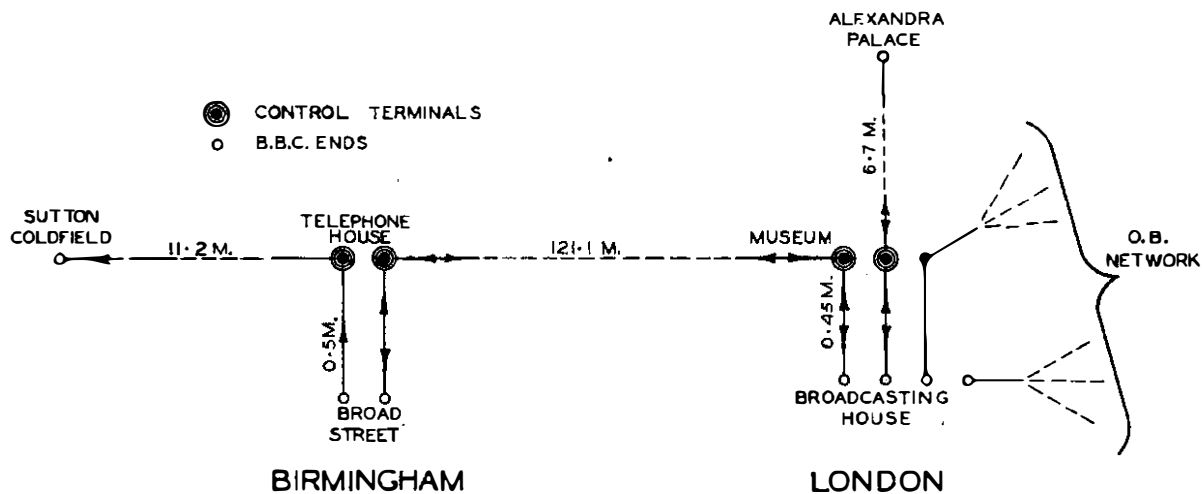 ALEXANDRA
PALACE
CONTROL TERMINALS
B.B.C. ENDS
6·7 M.
SUTTON
COLDFIELD
11·2 M.
TELEPHONE
HOUSE
121·1 M.
MUSEUM
O.B.
NETWORK
0·5M.
0·45M.
BROAD
STREET
BROADCASTING
HOUSE
BIRMINGHAM
LONDON